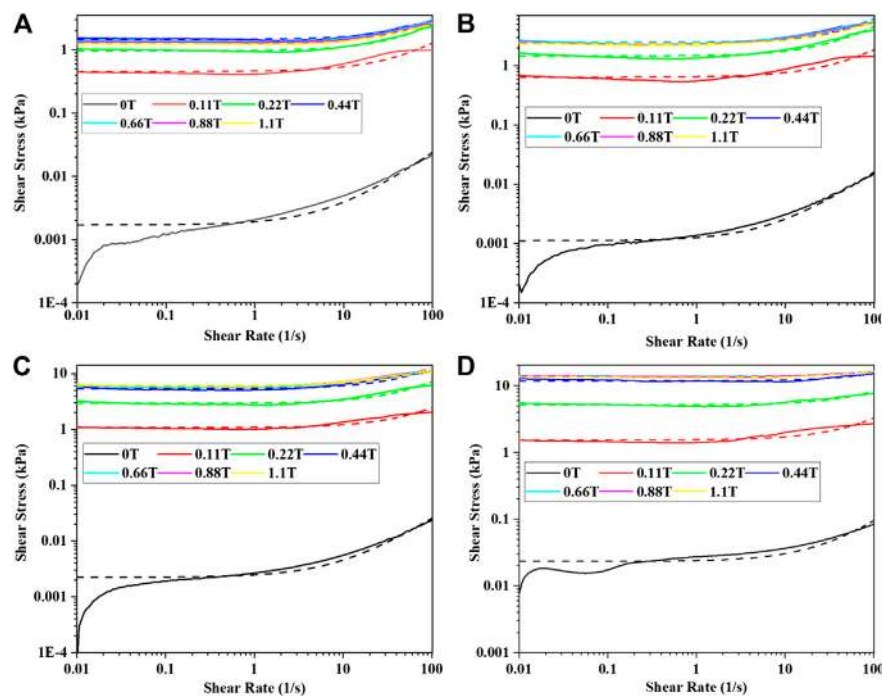 A
Shear Stress (kPa)
1
0.1
0.01
0.001
1E-4
0T 0.11T 0.22T 0.44T
0.66T 0.88T 1.1T
0.01 0.1 1 10 100
Shear Rate (1/s)
B
Shear Stress (kPa)
1
0.1
0.01
0.001
1E-4
0T 0.11T 0.22T 0.44T
0.66T 0.88T 1.1T
0.01 0.1 1 10 100
Shear Rate (1/s)
C
Shear Stress (kPa)
10
1
0.1
0.01
0.001
1E-4
0T 0.11T 0.22T 0.44T
0.66T 0.88T 1.1T
0.01 0.1 1 10 100
Shear Rate (1/s)
D
Shear Stress (kPa)
10
1
0.1
0.01
0.001
0T 0.11T 0.22T 0.44T
0.66T 0.88T 1.1T
0.01 0.1 1 10 100
Shear Rate (1/s)